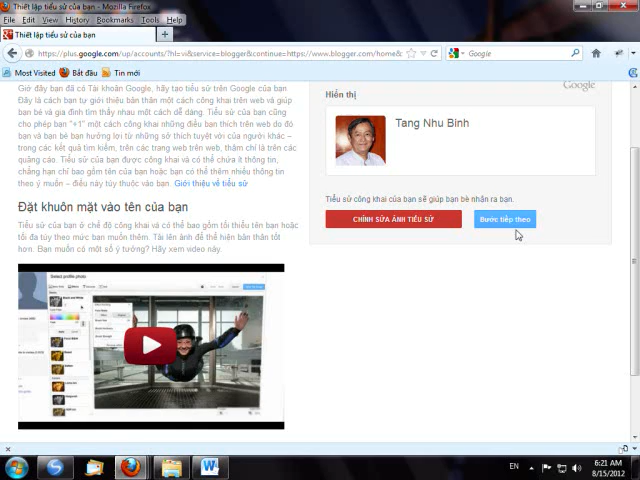 Thiết lập tiểu sử của bạn - Mozilla Firefox
File Edit View History Bookmarks Tools Help
Thiết lập tiểu sử của bạn
https://plus.google.com/up/accounts/?hl=vi&service=blogger&continue=https://www.blogger.com/home&
Google
Most Visited Bắt đầu Tin mới
Giờ đây bạn đã có Tài khoản Google, hãy tạo tiểu sử trên Google của bạn
Đây là cách bạn tự giới thiệu bản thân một cách công khai trên web và giúp
bạn bè và gia đình tìm thấy nhau một cách dễ dàng. Tiểu sử của bạn cũng
cho phép bạn "+1" một cách công khai những điều bạn thích trên web do đó
bạn và bạn bè bạn hưởng lợi từ những sở thích tuyệt vời của người khác –
trong các kết quả tìm kiếm, trên các trang web trên web, thậm chí là trên các
quảng cáo. Tiểu sử của bạn được công khai và có thể chứa ít thông tin,
chẳng hạn chỉ bao gồm tên của bạn hoặc bạn có thể thêm nhiều thông tin
theo ý muốn – điều này tùy thuộc vào bạn. Giới thiệu về tiểu sử
Đặt khuôn mặt vào tên của bạn
Tiểu sử của bạn ở chế độ công khai và có thể bao gồm tối thiểu tên bạn hoặc
tối đa tùy theo mức bạn muốn thêm. Tải lên ảnh để thể hiện bản thân tốt
hơn. Bạn muốn có một số ý tưởng? Hãy xem video này.
Select profile photo
Google
Hiển thị
Tang Nhu Binh
Tiểu sử công khai của bạn sẽ giúp bạn bè nhận ra bạn.
CHỈNH SỬA ẢNH TIỂU SỬ
Bước tiếp theo
EN
6:21 AM
8/15/2012